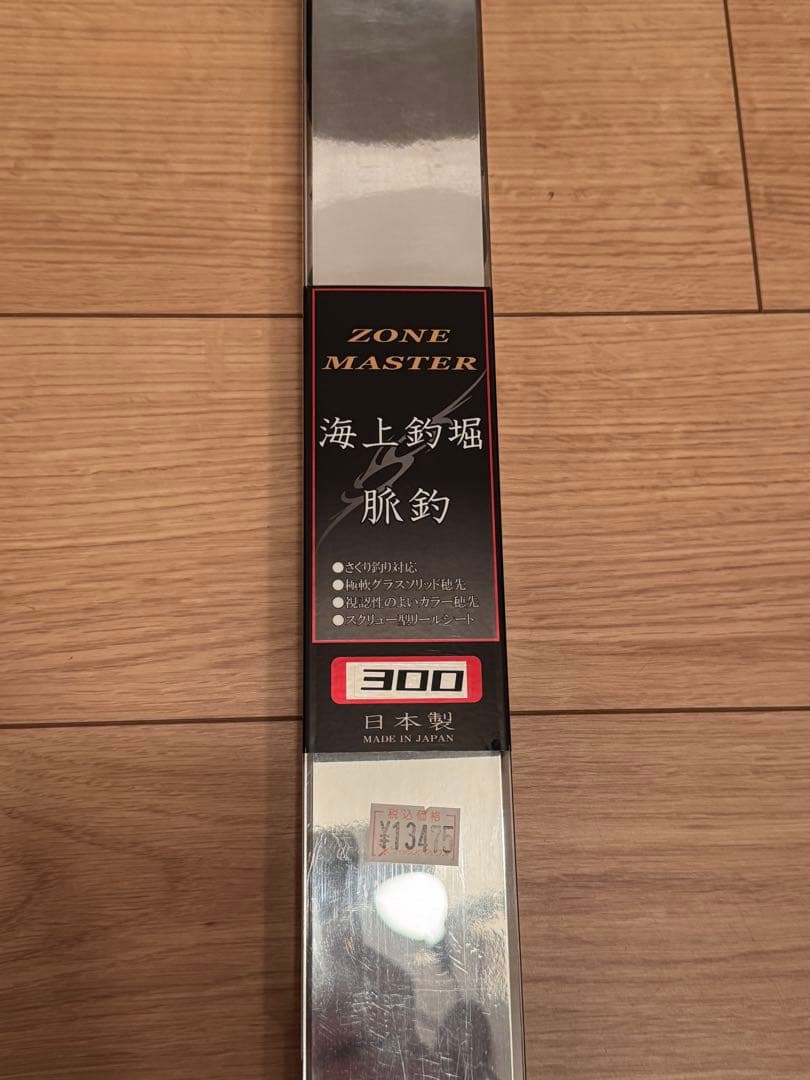 ZONE
MASTER
海上釣堀
脈釣
●さぐり釣り対応
●極軟グラスソリッド穂先
●視認性のよいカラー穂先
●スクリュー型リールシート
300
日本製
MADE IN JAPAN
税込価格
¥13475